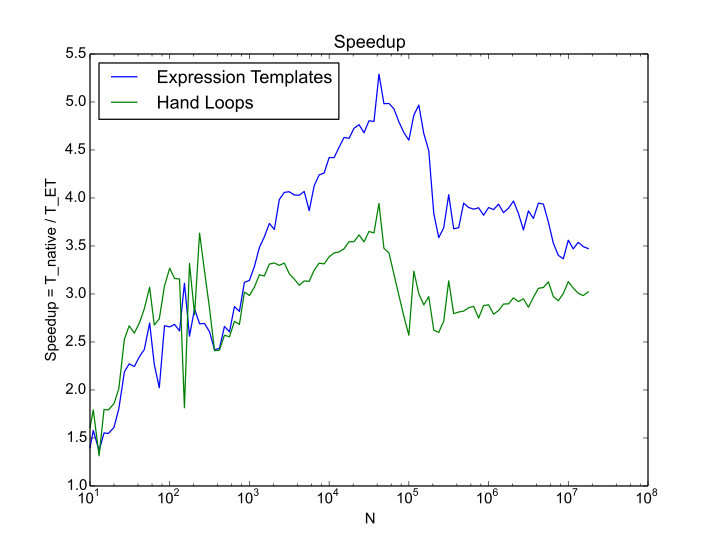 Speedup
5.5
5.0
4.5
4.0
3.5
3.0
2.5
2.0
1.5
1.0
Speedup = T_native / T_ET
Expression Templates
Hand Loops
10^1 10^2 10^3 10^4 10^5 10^6 10^7 10^8
N